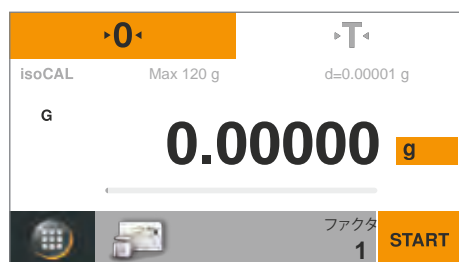 0 T
isoCAL Max 120 g d=0.00001 g
G
0.00000 g
ファクタ
1
START